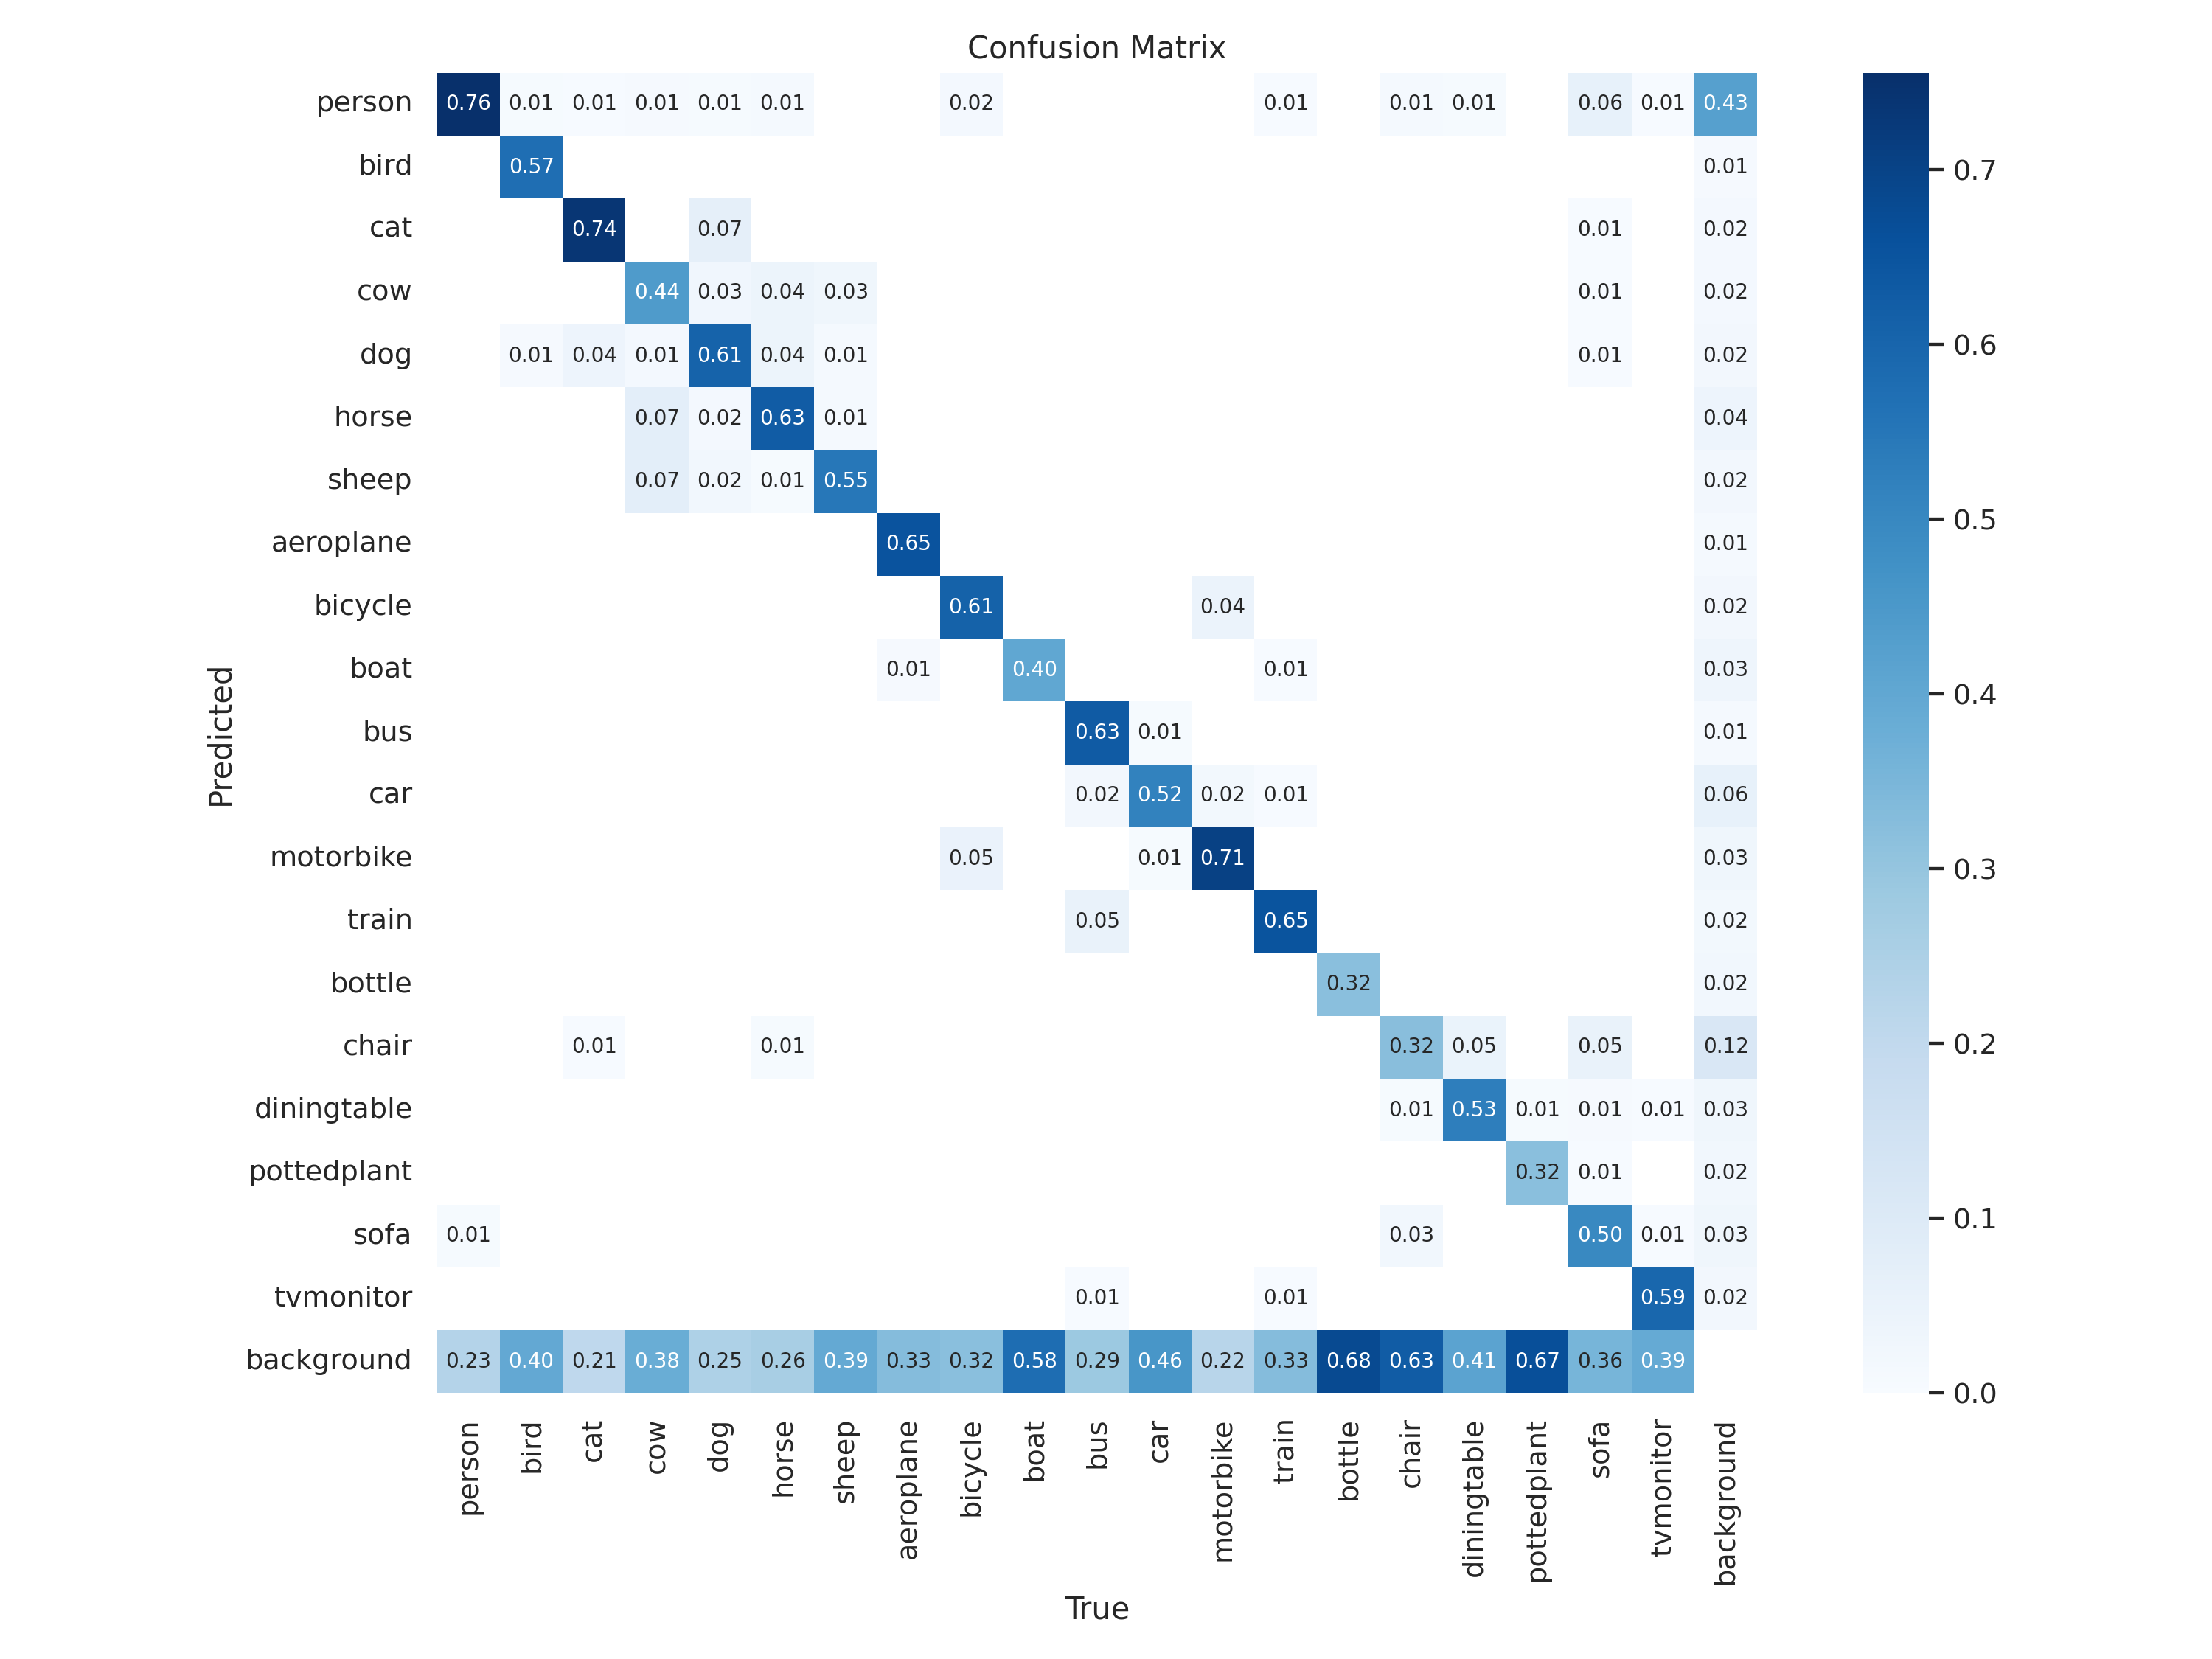 Confusion Matrix
person 0.76 0.01 0.01 0.01 0.01 0.01 0.02 0.01 0.01 0.01 0.06 0.01 0.43
bird 0.57 0.01
0.7
cat 0.74 0.07 0.01 0.02
cow 0.44 0.03 0.04 0.03 0.01 0.02
0.6
dog 0.01 0.04 0.01 0.61 0.04 0.01 0.01 0.02
horse 0.07 0.02 0.63 0.01 0.04
sheep 0.07 0.02 0.01 0.55 0.02
0.5
aeroplane 0.65 0.01
bicycle 0.61 0.04 0.02
boat 0.01 0.40 0.01 0.03
0.4
bus 0.63 0.01 0.01
Predicted
car 0.02 0.52 0.02 0.01 0.06
motorbike 0.05 0.01 0.71 0.03
0.3
train 0.05 0.65 0.02
bottle 0.32 0.02
chair 0.01 0.01 0.32 0.05 0.05 0.12
0.2
diningtable 0.01 0.53 0.01 0.01 0.01 0.03
pottedplant 0.32 0.01 0.02
sofa 0.01 0.03 0.50 0.01 0.03
0.1
tvmonitor 0.01 0.01 0.59 0.02
background 0.23 0.40 0.21 0.38 0.25 0.26 0.39 0.33 0.32 0.58 0.29 0.46 0.22 0.33 0.68 0.63 0.41 0.67 0.36 0.39
0.0
person bird cat cow dog horse sheep aeroplane bicycle boat bus car motorbike train bottle chair diningtable pottedplant sofa tvmonitor background
True